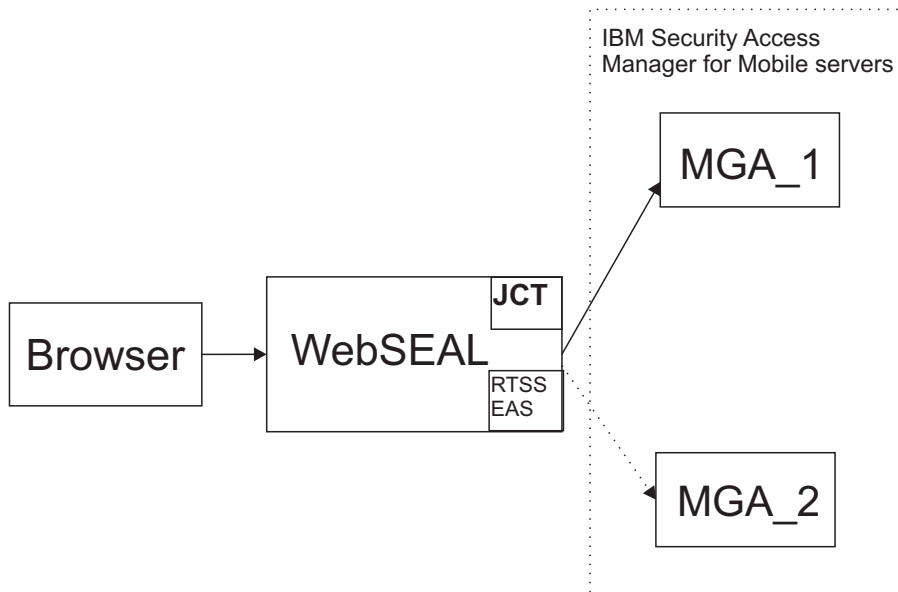 IBM Security Access
Manager for Mobile servers
MGA_1
JCT
Browser
WebSEAL
RTSS
EAS
MGA_2